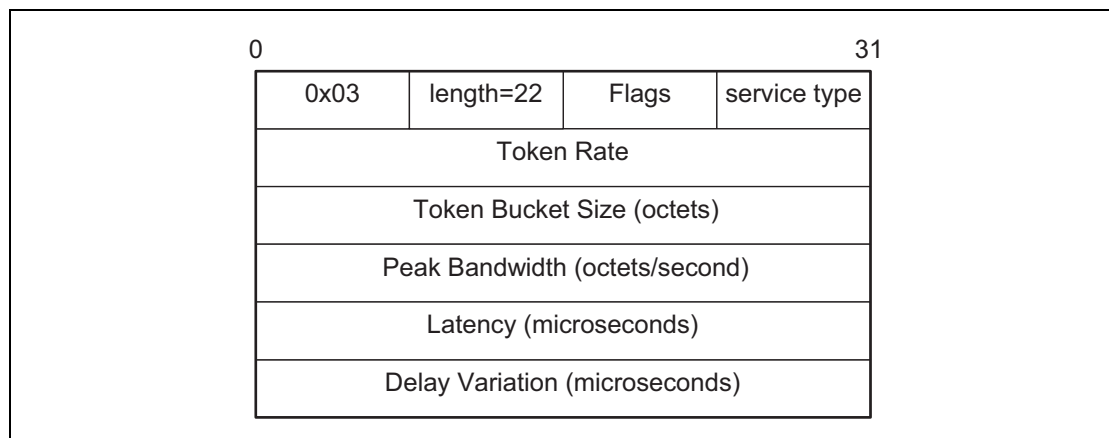 0 31
0x03 length=22 Flags service type
Token Rate
Token Bucket Size (octets)
Peak Bandwidth (octets/second)
Latency (microseconds)
Delay Variation (microseconds)